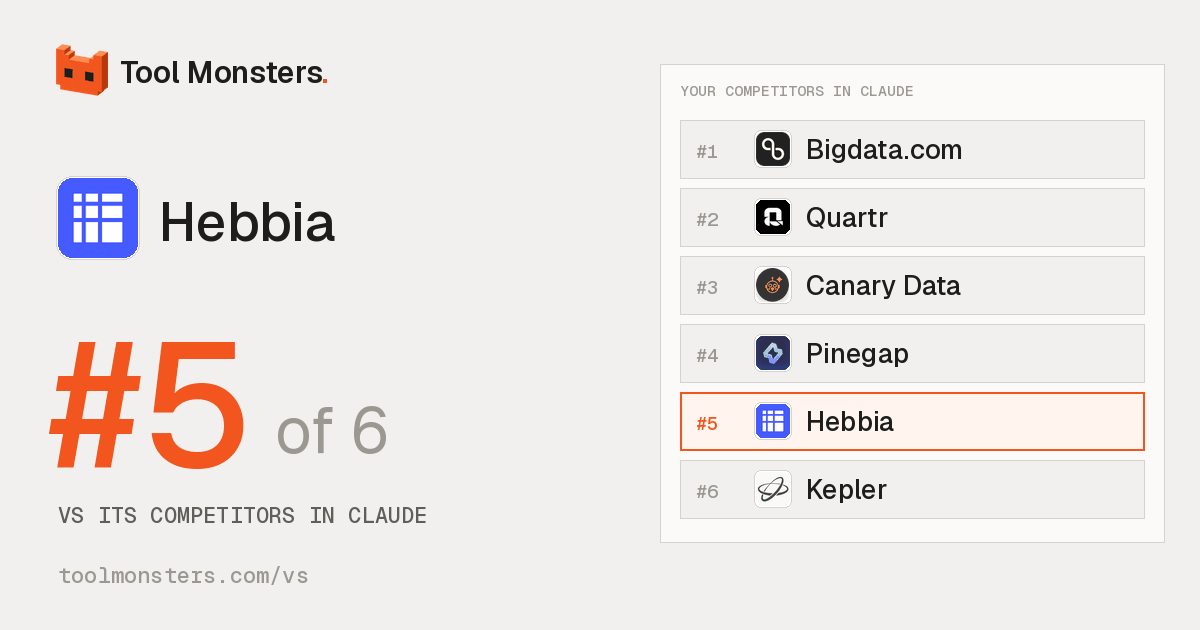 Tool Monsters.
Hebbia
#5 of 6
VS ITS COMPETITORS IN CLAUDE
toolmonsters.com/vs
YOUR COMPETITORS IN CLAUDE
#1 Bigdata.com
#2 Quartr
#3 Canary Data
#4 Pinegap
#5 Hebbia
#6 Kepler